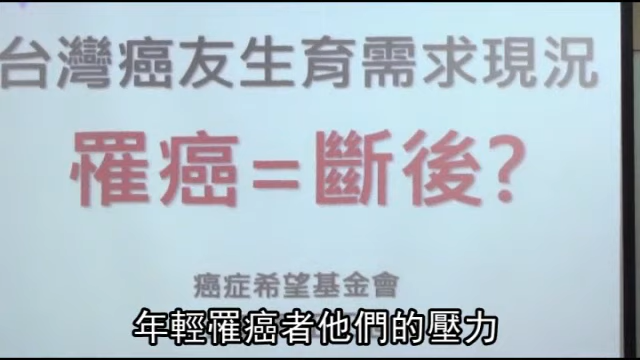 台灣癌友生育需求現況
罹癌=斷後?
癌症希望基金會
年輕罹癌者他們的壓力